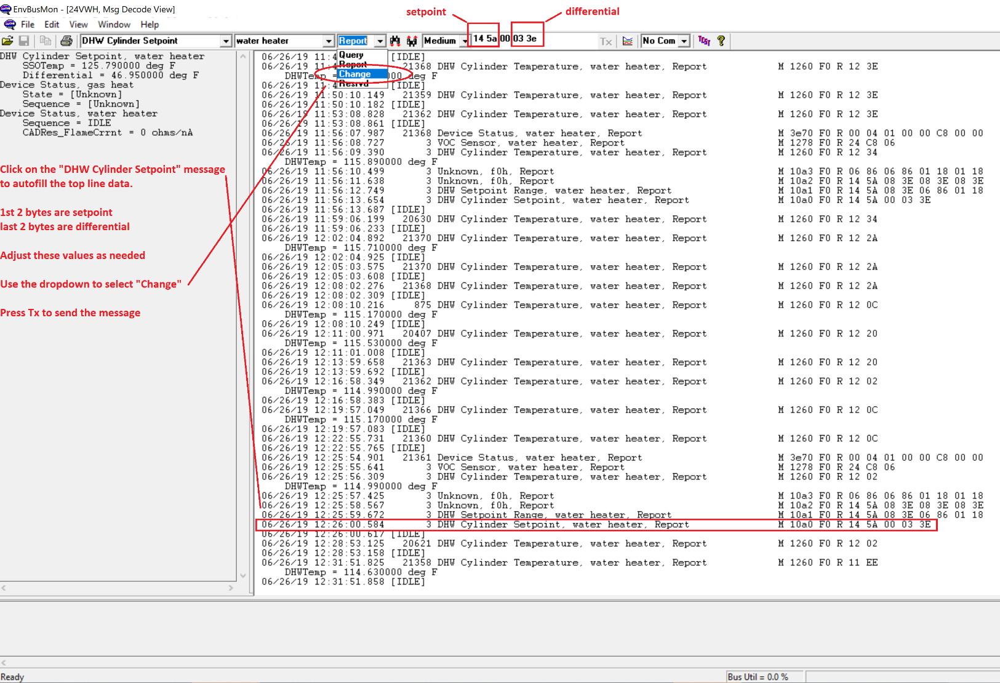 EnvBusMon - [24VWH, Msg Decode View]
setpoint
differential
File Edit View Window Help
DHW Cylinder Setpoint water heater Report Medium 14 5a 00 03 3e Tx No Com TEST ?
Query
Report
Change
Resrvd
DHW Cylinder Setpoint, water heater
SSOTemp = 125.790000 deg F
Differential = 46.950000 deg F
Device Status, gas heat
State = [Unknown]
Sequence = [Unknown]
Device Status, water heater
Sequence = IDLE
CADRes_FlameCrrnt = 0 ohms/nA
Click on the "DHW Cylinder Setpoint" message
to autofill the top line data.
1st 2 bytes are setpoint
last 2 bytes are differential
Adjust these values as needed
Use the dropdown to select "Change"
Press Tx to send the message
06/26/19 11:4 [IDLE]
06/26/19 11:4 21368 DHW Cylinder Temperature, water heater, Report M 1260 F0 R 12 3E
DHWTemp = 000 deg F
06/26/19 11:4 [IDLE]
06/26/19 11:50:10.149 21359 DHW Cylinder Temperature, water heater, Report M 1260 F0 R 12 3E
06/26/19 11:50:10.182 [IDLE]
06/26/19 11:53:08.828 21362 DHW Cylinder Temperature, water heater, Report M 1260 F0 R 12 3E
06/26/19 11:53:08.861 [IDLE]
06/26/19 11:56:07.987 21368 Device Status, water heater, Report M 3e70 F0 R 00 04 01 00 00 C8 00 00
06/26/19 11:56:08.727 3 VOC Sensor, water heater, Report M 1278 F0 R 24 C8 06
06/26/19 11:56:09.390 3 DHW Cylinder Temperature, water heater, Report M 1260 F0 R 12 34
DHWTemp = 115.890000 deg F
06/26/19 11:56:10.499 3 Unknown, f0h, Report M 10a3 F0 R 06 86 06 86 01 18 01 18
06/26/19 11:56:11.638 3 Unknown, f0h, Report M 10a2 F0 R 14 5A 08 3E 08 3E 08 3E
06/26/19 11:56:12.749 3 DHW Setpoint Range, water heater, Report M 10a1 F0 R 14 5A 08 3E 06 86 01 18
06/26/19 11:56:13.654 3 DHW Cylinder Setpoint, water heater, Report M 10a0 F0 R 14 5A 00 03 3E
06/26/19 11:56:13.687 [IDLE]
06/26/19 11:59:06.199 20630 DHW Cylinder Temperature, water heater, Report M 1260 F0 R 12 34
06/26/19 11:59:06.233 [IDLE]
06/26/19 12:02:04.892 21370 DHW Cylinder Temperature, water heater, Report M 1260 F0 R 12 2A
DHWTemp = 115.710000 deg F
06/26/19 12:02:04.925 [IDLE]
06/26/19 12:05:03.575 21370 DHW Cylinder Temperature, water heater, Report M 1260 F0 R 12 2A
06/26/19 12:05:03.608 [IDLE]
06/26/19 12:08:02.276 21368 DHW Cylinder Temperature, water heater, Report M 1260 F0 R 12 2A
06/26/19 12:08:02.309 [IDLE]
06/26/19 12:08:10.216 875 DHW Cylinder Temperature, water heater, Report M 1260 F0 R 12 0C
DHWTemp = 115.170000 deg F
06/26/19 12:08:10.249 [IDLE]
06/26/19 12:11:00.971 20407 DHW Cylinder Temperature, water heater, Report M 1260 F0 R 12 20
DHWTemp = 115.530000 deg F
06/26/19 12:11:01.008 [IDLE]
06/26/19 12:13:59.658 21363 DHW Cylinder Temperature, water heater, Report M 1260 F0 R 12 20
06/26/19 12:13:59.692 [IDLE]
06/26/19 12:16:58.349 21362 DHW Cylinder Temperature, water heater, Report M 1260 F0 R 12 02
DHWTemp = 114.990000 deg F
06/26/19 12:16:58.383 [IDLE]
06/26/19 12:19:57.049 21366 DHW Cylinder Temperature, water heater, Report M 1260 F0 R 12 0C
DHWTemp = 115.170000 deg F
06/26/19 12:19:57.083 [IDLE]
06/26/19 12:22:55.731 21360 DHW Cylinder Temperature, water heater, Report M 1260 F0 R 12 0C
06/26/19 12:22:55.765 [IDLE]
06/26/19 12:25:54.901 21361 Device Status, water heater, Report M 3e70 F0 R 00 04 01 00 00 C8 00 00
06/26/19 12:25:55.641 3 VOC Sensor, water heater, Report M 1278 F0 R 24 C8 06
06/26/19 12:25:56.309 3 DHW Cylinder Temperature, water heater, Report M 1260 F0 R 12 02
DHWTemp = 114.990000 deg F
06/26/19 12:25:57.425 3 Unknown, f0h, Report M 10a3 F0 R 06 86 06 86 01 18 01 18
06/26/19 12:25:58.567 3 Unknown, f0h, Report M 10a2 F0 R 14 5A 08 3E 08 3E 08 3E
06/26/19 12:25:59.672 3 DHW Setpoint Range, water heater, Report M 10a1 F0 R 14 5A 08 3E 06 86 01 18
06/26/19 12:26:00.584 3 DHW Cylinder Setpoint, water heater, Report M 10a0 F0 R 14 5A 00 03 3E
06/26/19 12:26:00.617 [IDLE]
06/26/19 12:28:53.125 20621 DHW Cylinder Temperature, water heater, Report M 1260 F0 R 12 02
06/26/19 12:28:53.158 [IDLE]
06/26/19 12:31:51.825 21358 DHW Cylinder Temperature, water heater, Report M 1260 F0 R 11 EE
DHWTemp = 114.630000 deg F
06/26/19 12:31:51.858 [IDLE]
Ready
Bus Util = 0.0 %